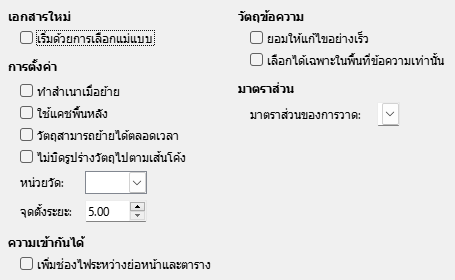 เอกสารใหม่
เริ่มด้วยการเลือกแม่แบบ
การตั้งค่า
ทำสำเนาเมื่อย้าย
ใช้แคชพื้นหลัง
วัตถุสามารถย้ายได้ตลอดเวลา
ไม่บิดรูปร่างวัตถุไปตามเส้นโค้ง
หน่วยวัด:
จุดตั้งระยะ: 5.00
ความเข้ากันได้
เพิ่มช่องไฟระหว่างย่อหน้าและตาราง
วัตถุข้อความ
ยอมให้แก้ไขอย่างเร็ว
เลือกได้เฉพาะในพื้นที่ข้อความเท่านั้น
มาตราส่วน
มาตราส่วนของการวาด: